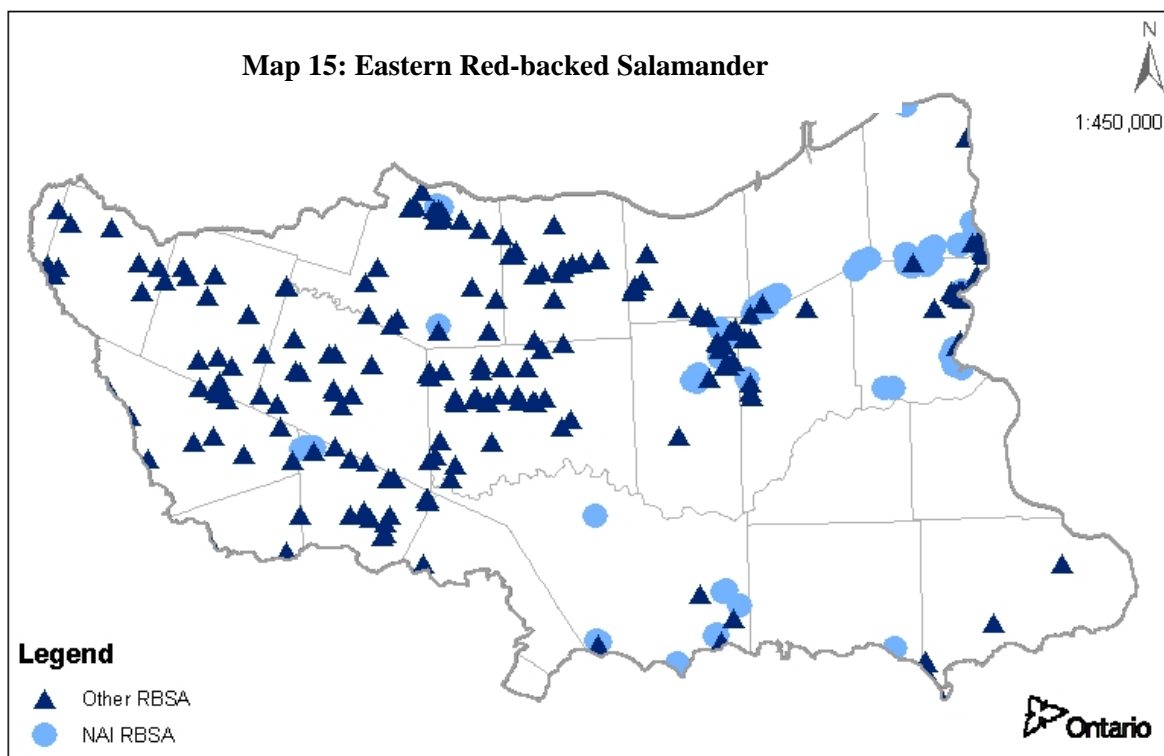 Map 15: Eastern Red-backed Salamander
N
1:450,000
Legend
Other RBSA
NAI RBSA
Ontario